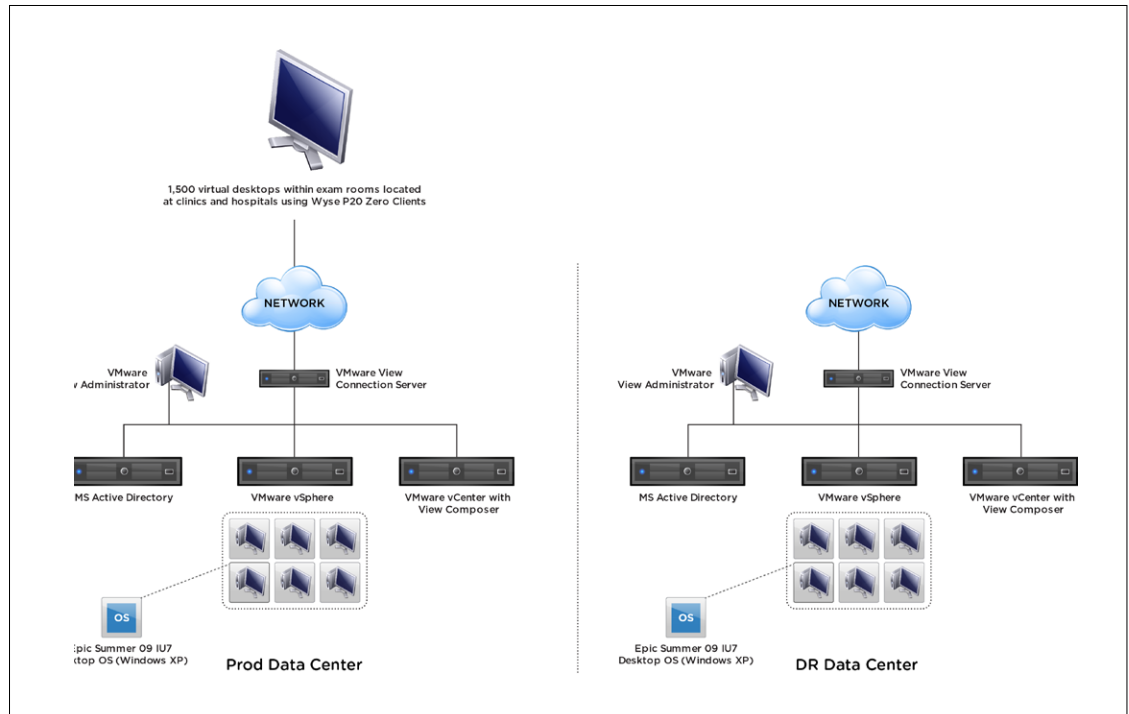 1,500 virtual desktops within exam rooms located
at clinics and hospitals using Wyse P20 Zero Clients
NETWORK
VMware
Administrator
VMware View
Connection Server
MS Active Directory
VMware vSphere
VMware vCenter with
View Composer
OS
Epic Summer 09 IU7
OS (Windows XP)
Prod Data Center
NETWORK
VMware
View Administrator
VMware View
Connection Server
MS Active Directory
VMware vSphere
VMware vCenter with
View Composer
OS
Epic Summer 09 IU7
Desktop OS (Windows XP)
DR Data Center